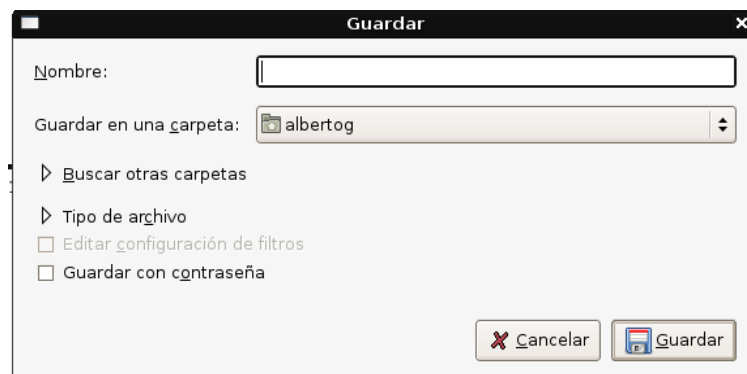 Guardar
Nombre:
Guardar en una carpeta: albertog
Buscar otras carpetas
Tipo de archivo
Editar configuración de filtros
Guardar con contraseña
Cancelar Guardar